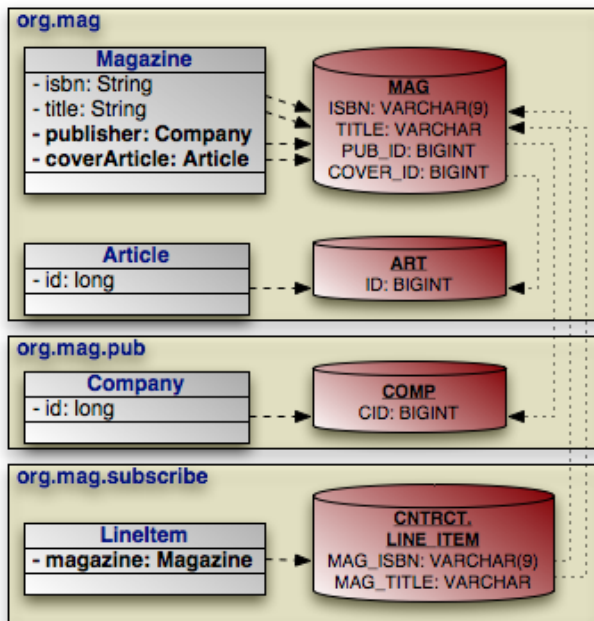 org.mag
Magazine
- isbn: String
- title: String
- publisher: Company
- coverArticle: Article
MAG
ISBN: VARCHAR(9)
TITLE: VARCHAR
PUB_ID: BIGINT
COVER_ID: BIGINT
Article
- id: long
ART
ID: BIGINT
org.mag.pub
Company
- id: long
COMP
CID: BIGINT
org.mag.subscribe
LineItem
- magazine: Magazine
CNTRCT.
LINE_ITEM
MAG_ISBN: VARCHAR(9)
MAG_TITLE: VARCHAR